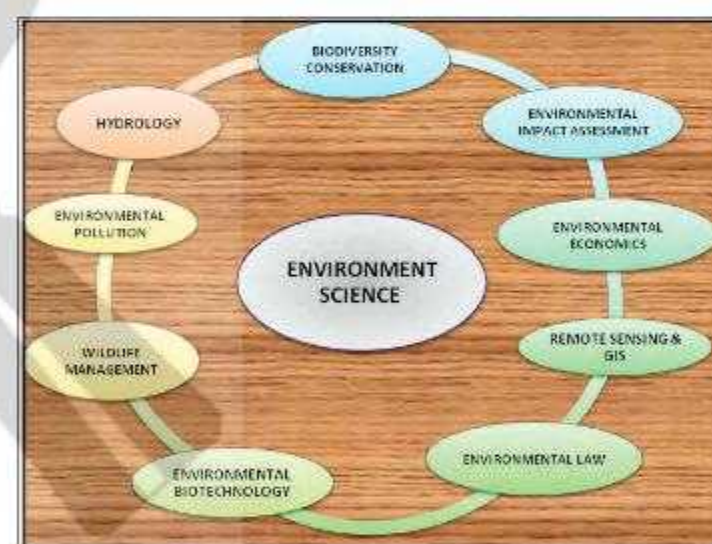 BIODIVERSITY
CONSERVATION
ENVIRONMENTAL
IMPACT ASSESSMENT
ENVIRONMENTAL
ECONOMICS
REMOTE SENSING &
GIS
ENVIRONMENTAL LAW
ENVIRONMENTAL
BIOTECHNOLOGY
WILDLIFE
MANAGEMENT
ENVIRONMENTAL
POLLUTION
HYDROLOGY
ENVIRONMENT
SCIENCE